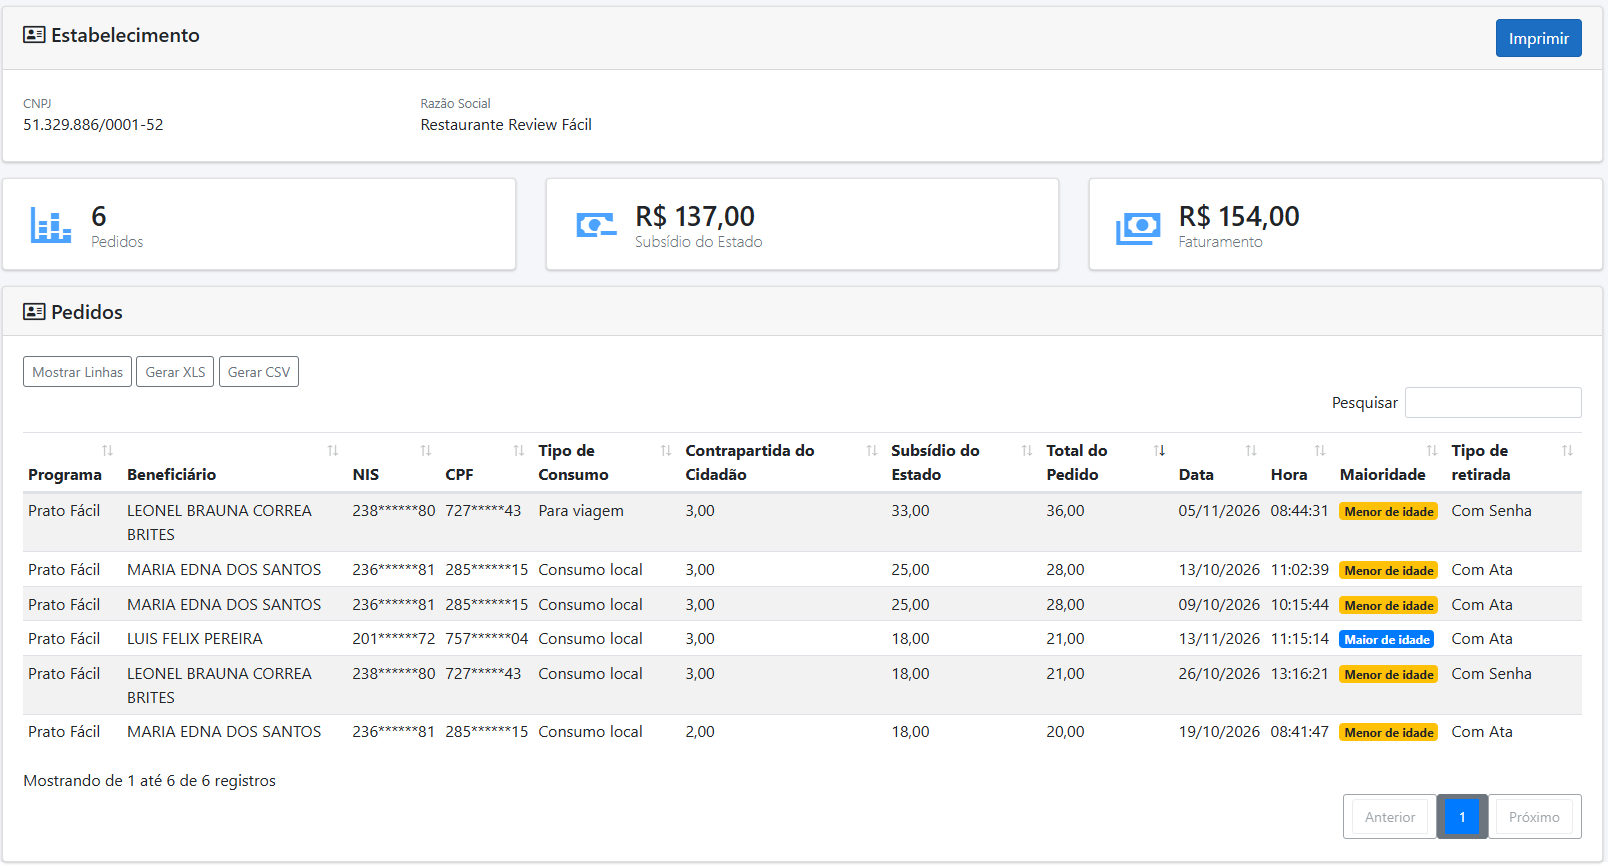 Estabelecimento
Imprimir
CNPJ
51.329.886/0001-52
Razão Social
Restaurante Review Fácil
6
Pedidos
R$ 137,00
Subsídio do Estado
R$ 154,00
Faturamento
Pedidos
Mostrar Linhas Gerar XLS Gerar CSV
Pesquisar
Programa Beneficiário NIS CPF Tipo de Consumo Contrapartida do Cidadão Subsídio do Estado Total do Pedido Data Hora Maioridade Tipo de retirada
Prato Fácil LEONEL BRAUNA CORREA BRITES 238******80 727*****43 Para viagem 3,00 33,00 36,00 05/11/2026 08:44:31 Menor de idade Com Senha
Prato Fácil MARIA EDNA DOS SANTOS 236******81 285******15 Consumo local 3,00 25,00 28,00 13/10/2026 11:02:39 Menor de idade Com Ata
Prato Fácil MARIA EDNA DOS SANTOS 236******81 285******15 Consumo local 3,00 25,00 28,00 09/10/2026 10:15:44 Menor de idade Com Ata
Prato Fácil LUIS FELIX PEREIRA 201******72 757******04 Consumo local 3,00 18,00 21,00 13/11/2026 11:15:14 Maior de idade Com Ata
Prato Fácil LEONEL BRAUNA CORREA BRITES 238******80 727*****43 Consumo local 3,00 18,00 21,00 26/10/2026 13:16:21 Menor de idade Com Senha
Prato Fácil MARIA EDNA DOS SANTOS 236******81 285******15 Consumo local 2,00 18,00 20,00 19/10/2026 08:41:47 Menor de idade Com Ata
Mostrando de 1 até 6 de 6 registros
Anterior 1 Próximo